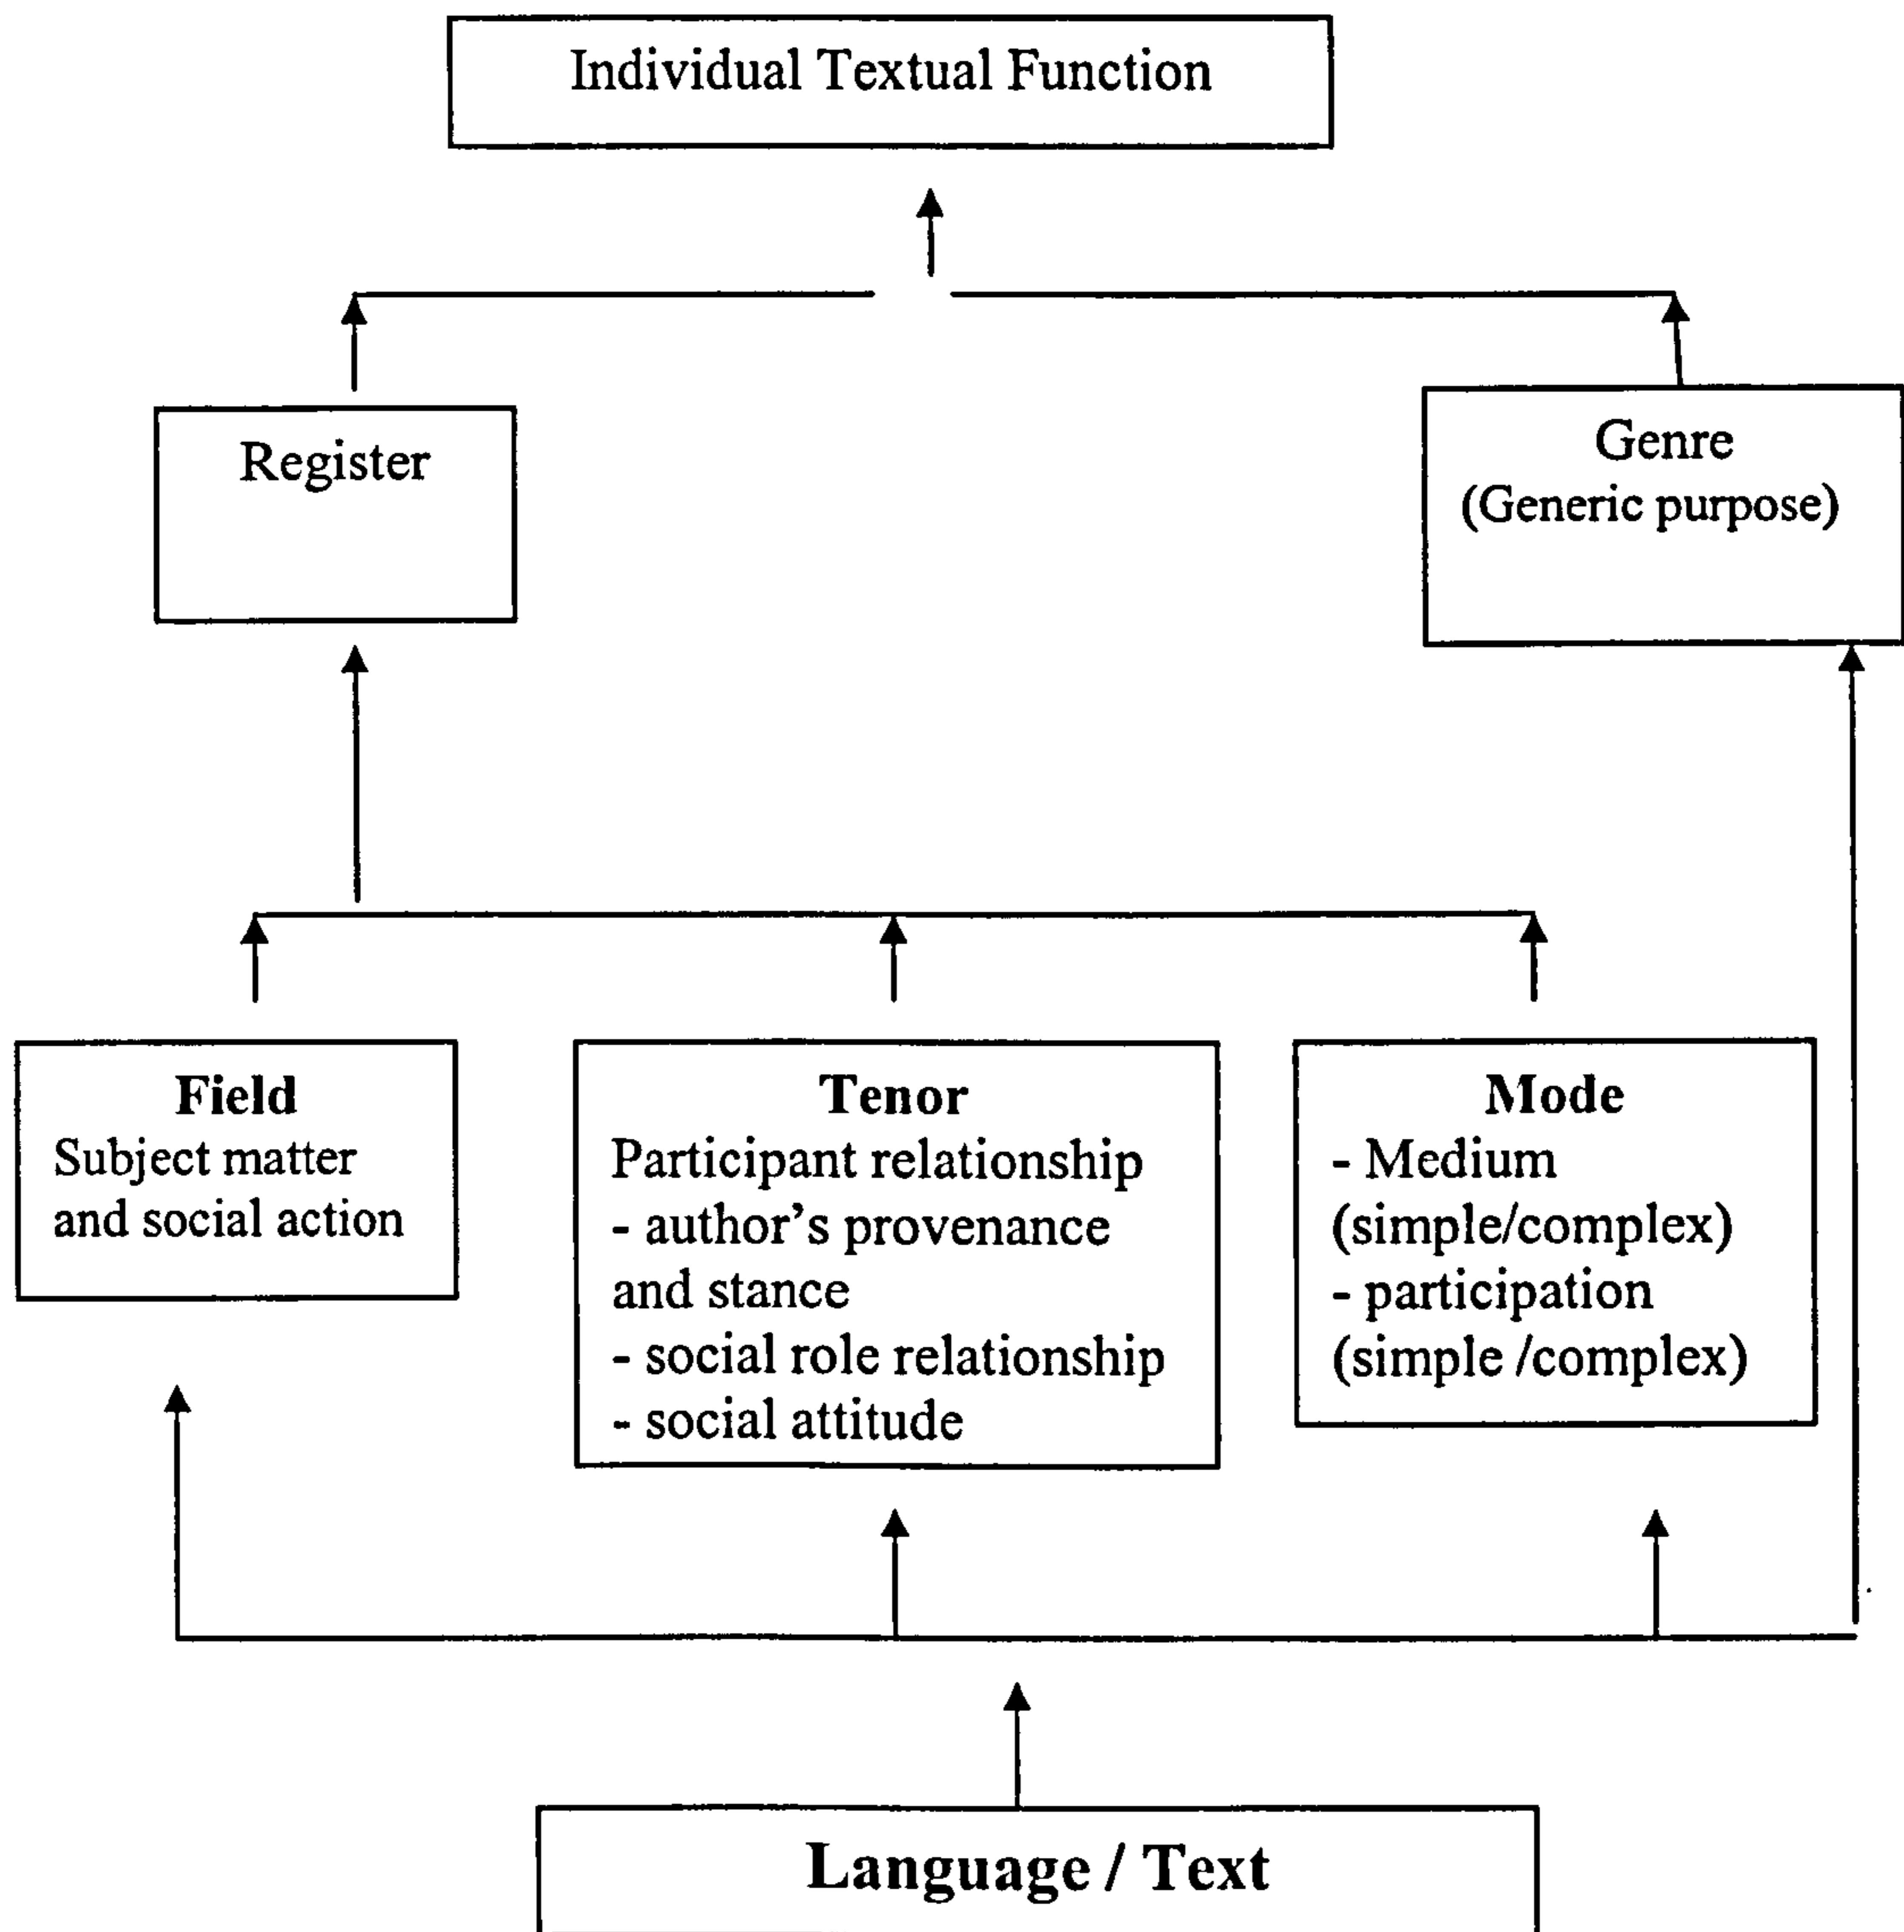 Individual Textual Function
Register
Genre
(Generic purpose)
Field
Subject matter
and social action
Tenor
Participant relationship
- author's provenance
and stance
- social role relationship
- social attitude
Mode
- Medium
(simple/complex)
- participation
(simple /complex)
Language / Text